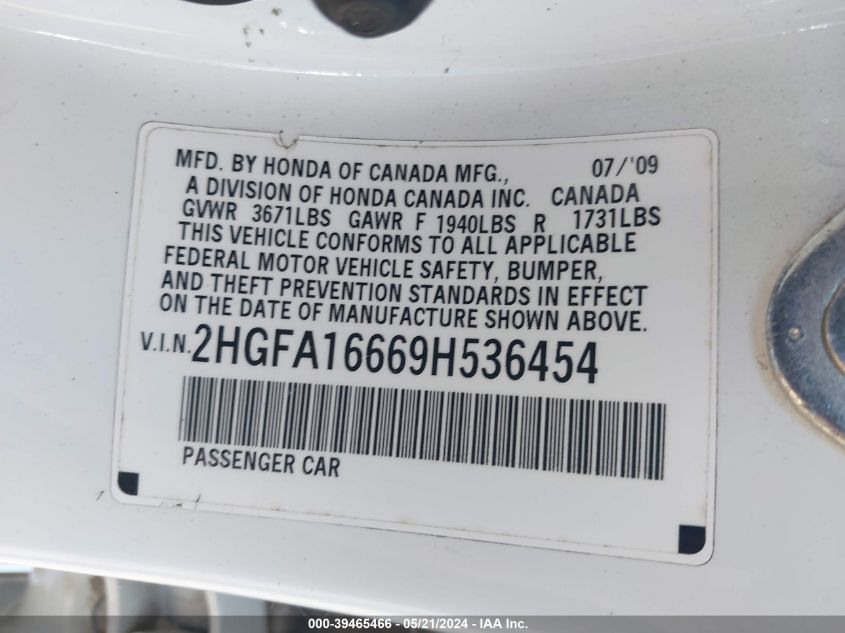 MFD. BY HONDA OF CANADA MFG., 07/'09
A DIVISION OF HONDA CANADA INC. CANADA
GVWR 3671LBS GAWR F 1940LBS R 1731LBS
THIS VEHICLE CONFORMS TO ALL APPLICABLE
FEDERAL MOTOR VEHICLE SAFETY, BUMPER,
AND THEFT PREVENTION STANDARDS IN EFFECT
ON THE DATE OF MANUFACTURE SHOWN ABOVE.
V.I.N. 2HGFA16669H536454
PASSENGER CAR
000-39465466 - 05/21/2024 - IAA Inc.